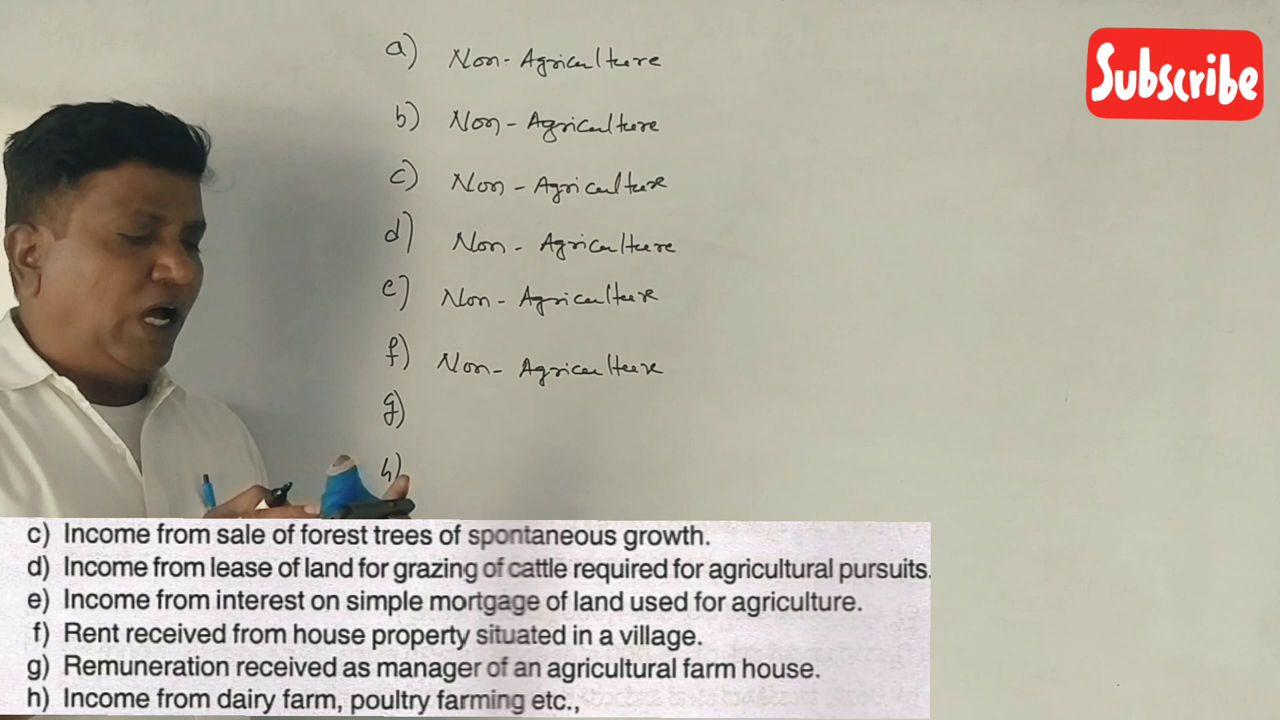 Subscribe
a) Non-Agriculture
b) Non-Agriculture
c) Non-Agriculture
d) Non-Agriculture
e) Non-Agriculture
f) Non-Agriculture
g)
h)
c) Income from sale of forest trees of spontaneous growth.
d) Income from lease of land for grazing of cattle required for agricultural pursuits.
e) Income from interest on simple mortgage of land used for agriculture.
f) Rent received from house property situated in a village.
g) Remuneration received as manager of an agricultural farm house.
h) Income from dairy farm, poultry farming etc.,